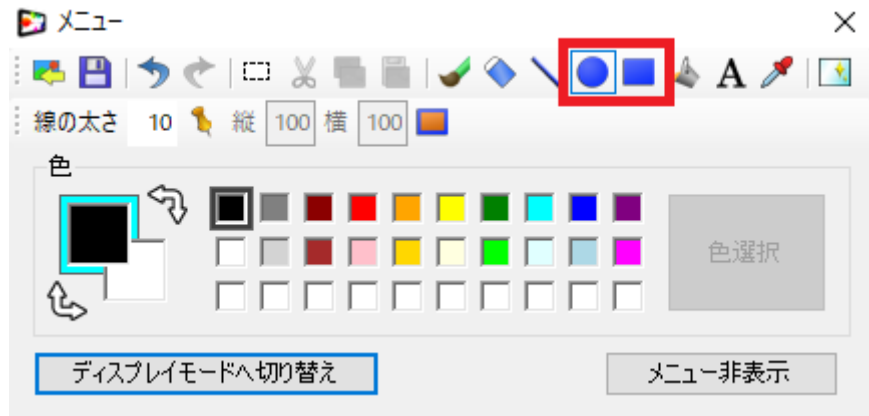 メニュー
A
線の太さ 10 縦 100 横 100
色
色選択
ディスプレイモードへ切り替え
メニュー非表示